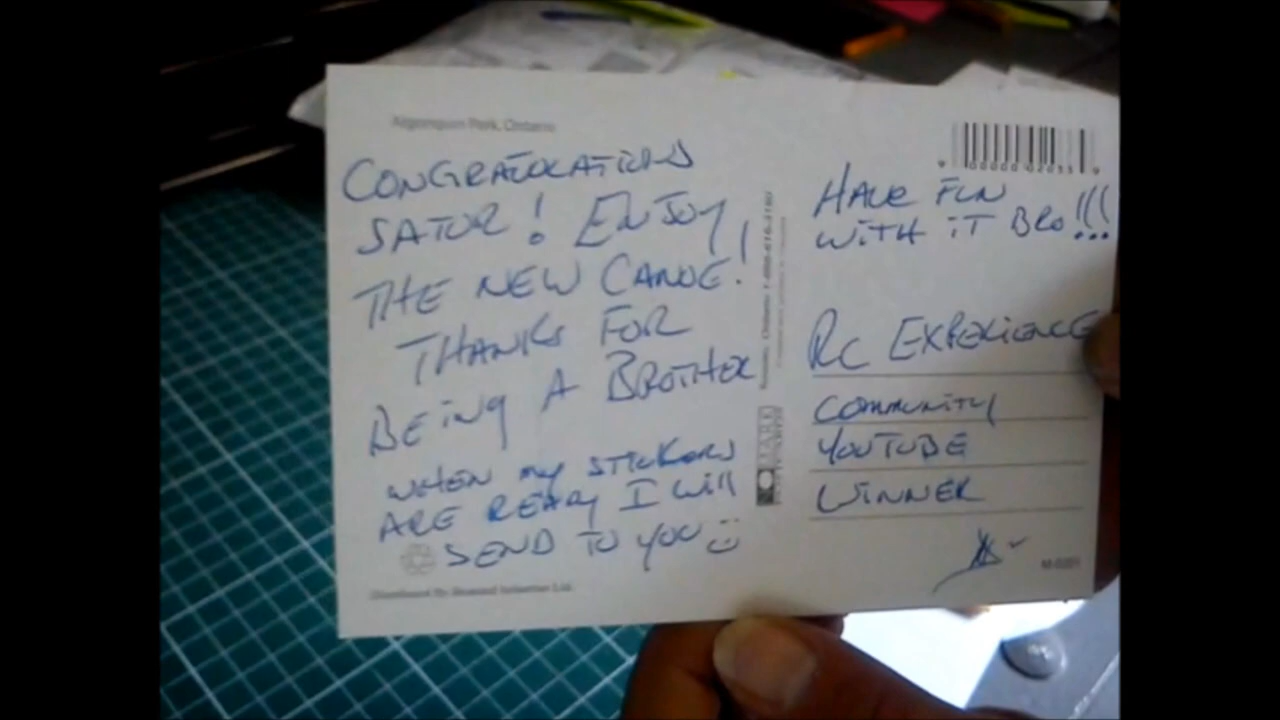 Algonquin Park, Ontario
CONGRATULATIONS
SATOR! ENJOY
THE NEW CANOE!
THANKS FOR
BEING A BROTHER
WHEN MY STICKERS
ARE READY I WILL
SEND TO YOU
HAVE FUN
WITH IT BRO!!!
RC EXPERIENCE
COMMUNITY
YOUTUBE
WINNER